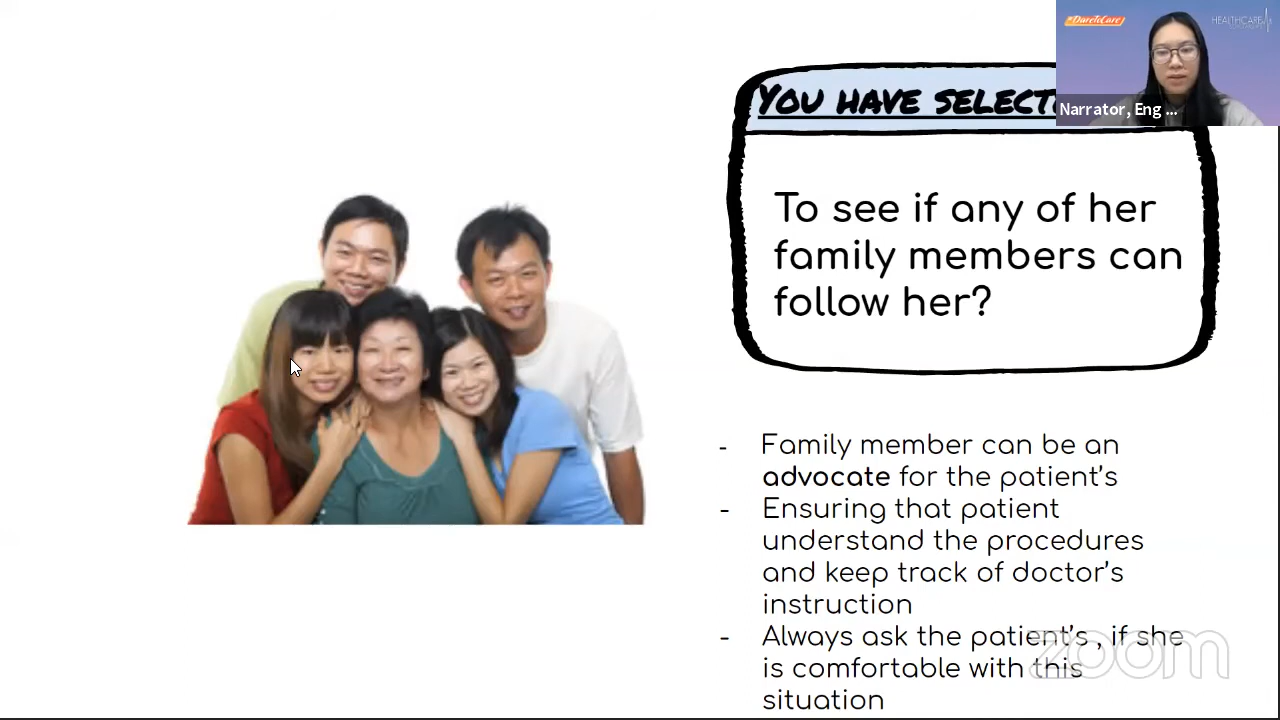 #DaretoCare
HEALTHCARE
Narrator, Eng ...
YOU HAVE
To see if any of her
family members can
follow her?
- Family member can be an
advocate for the patient's
- Ensuring that patient
understand the procedures
and keep track of doctor's
instruction
- Always ask the patient's , if she
is comfortable with this
situation
zoom